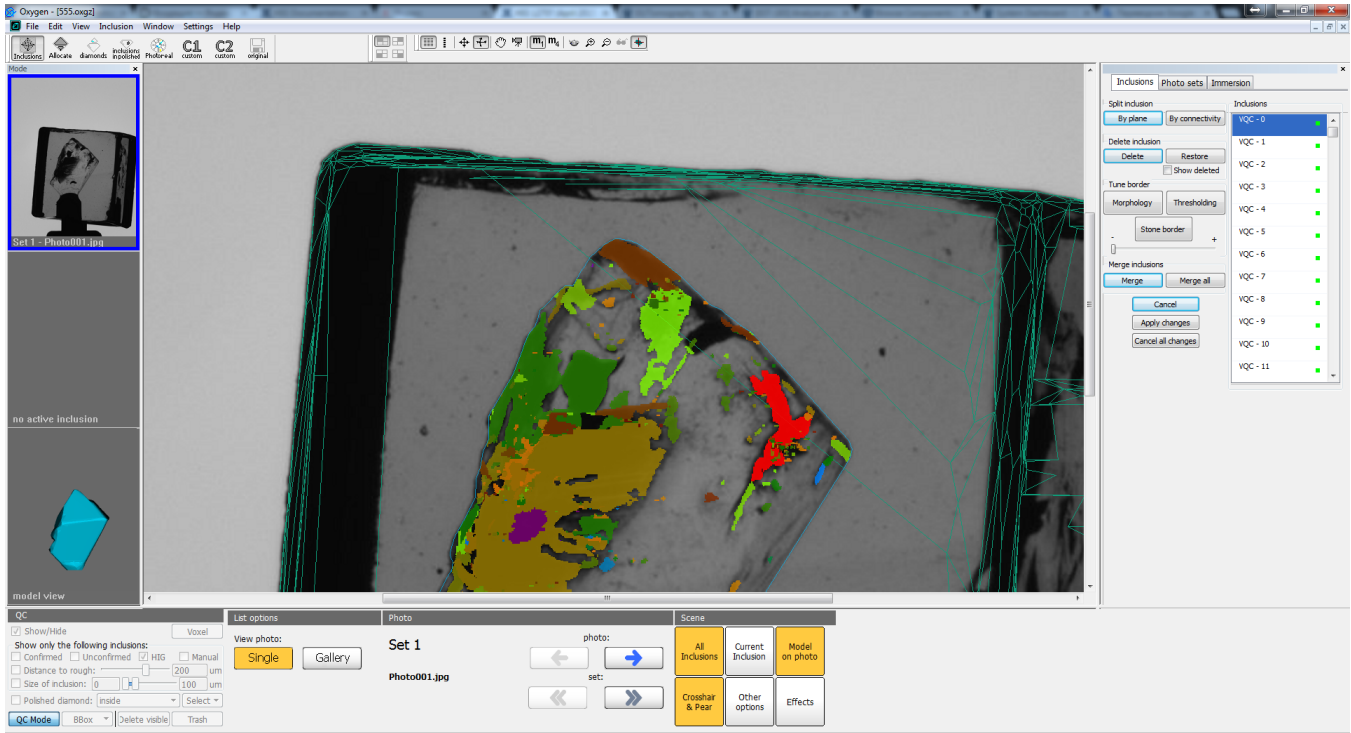 Oxygen - [555.oxgz]
File Edit View Inclusion Window Settings Help
Inclusions Allocate diamonds inclusions inpolished Photoreal C1 custom C2 custom original
m1 m4
Mode
Set 1 - Photo001.jpg
no active inclusion
model view
Inclusions Photo sets Immersion
Split inclusion
By plane By connectivity
Delete inclusion
Delete Restore
Show deleted
Tune border
Morphology Thresholding
Stone border
- +
Merge inclusions
Merge Merge all
Cancel
Apply changes
Cancel all changes
Inclusions
VQC - 0
VQC - 1
VQC - 2
VQC - 3
VQC - 4
VQC - 5
VQC - 6
VQC - 7
VQC - 8
VQC - 9
VQC - 10
VQC - 11
QC
Show/Hide Voxel
Show only the following inclusions:
Confirmed Unconfirmed HIG Manual
Distance to rough: 200 um
Size of inclusion: 0 100 um
Polished diamond: inside Select
QC Mode BBox Delete visible Trash
List options
View photo:
Single Gallery
Photo
Set 1
photo:
Photo001.jpg
set:
Scene
All Inclusions
Current Inclusion
Model on photo
Crosshair & Pear
Other options
Effects